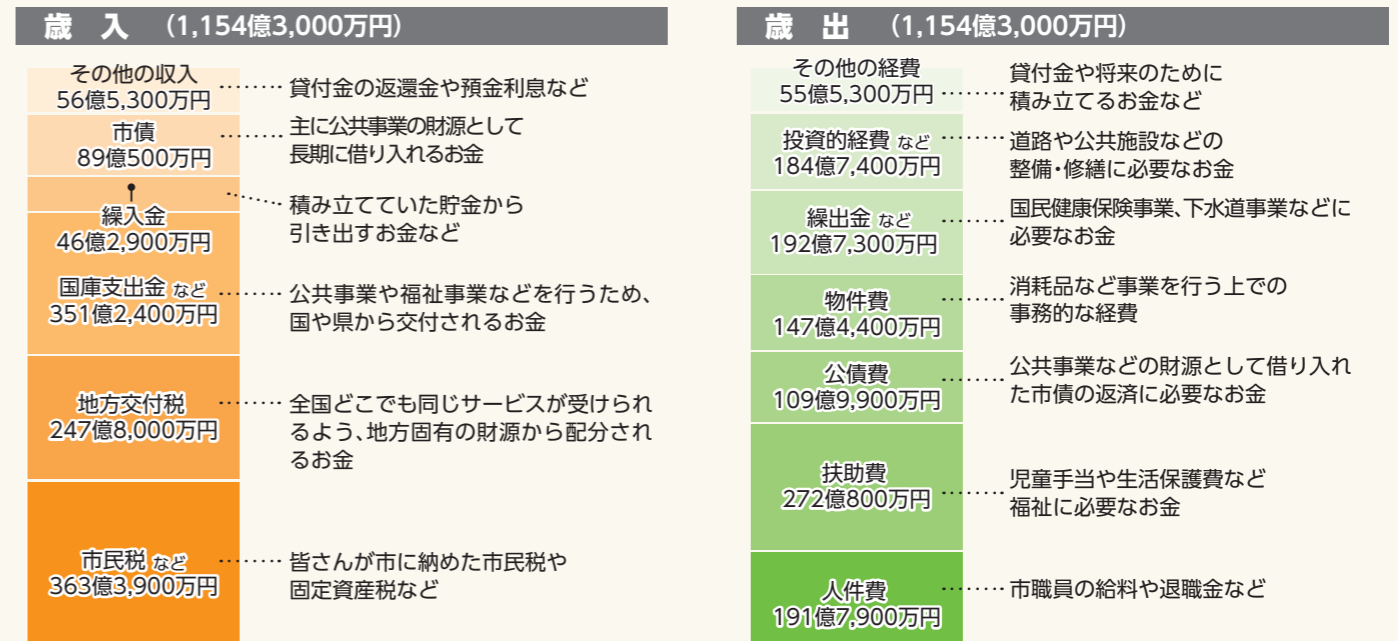 歳 入 (1,154億3,000万円)
その他の収入
56億5,300万円
貸付金の返還金や預金利息など
市債
89億500万円
主に公共事業の財源として
長期に借り入れるお金
繰入金
46億2,900万円
積み立てていた貯金から
引き出すお金など
国庫支出金 など
351億2,400万円
公共事業や福祉事業などを行うため、
国や県から交付されるお金
地方交付税
247億8,000万円
全国どこでも同じサービスが受けられ
るよう、地方固有の財源から配分され
るお金
市民税 など
363億3,900万円
皆さんが市に納めた市民税や
固定資産税など
歳 出 (1,154億3,000万円)
その他の経費
55億5,300万円
貸付金や将来のために
積み立てるお金など
投資的経費 など
184億7,400万円
道路や公共施設などの
整備・修繕に必要なお金
繰出金 など
192億7,300万円
国民健康保険事業、下水道事業などに
必要なお金
物件費
147億4,400万円
消耗品など事業を行う上での
事務的な経費
公債費
109億9,900万円
公共事業などの財源として借り入れ
た市債の返済に必要なお金
扶助費
272億800万円
児童手当や生活保護費など
福祉に必要なお金
人件費
191億7,900万円
市職員の給料や退職金など